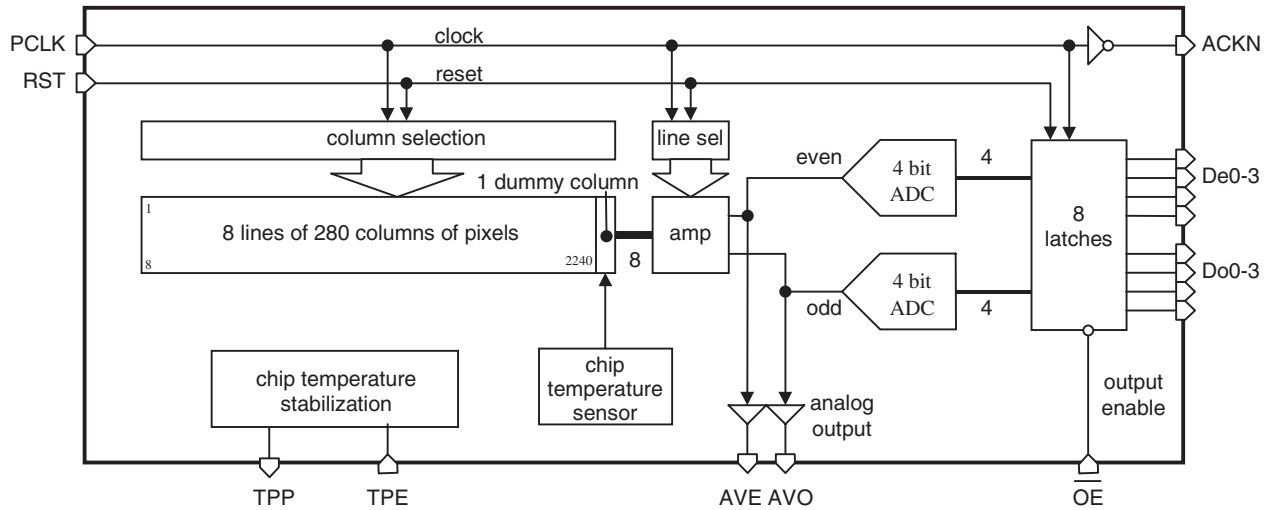 PCLK
clock
ACKN
RST
reset
column selection
line sel
even
4 bit
ADC
4
1 dummy column
De0-3
1
8 lines of 280 columns of pixels
8
2240
8
amp
8
latches
odd
4 bit
ADC
4
Do0-3
chip temperature
stabilization
chip
temperature
sensor
analog
output
output
enable
TPP
TPE
AVE
AVO
OE